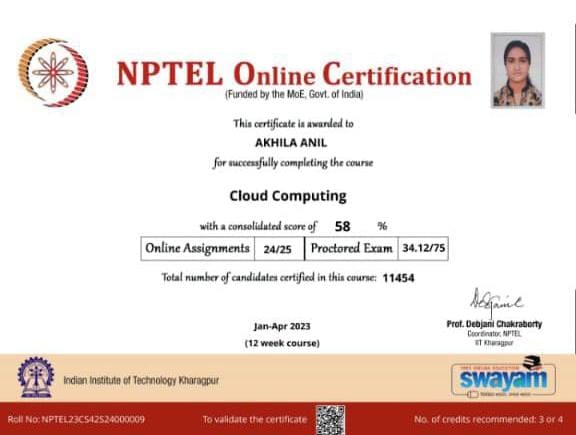 NPTEL Online Certification
(Funded by the MoE, Govt. of India)
This certificate is awarded to
AKHILA ANIL
for successfully completing the course
Cloud Computing
with a consolidated score of 58 %
Online Assignments 24/25 Proctored Exam 34.12/75
Total number of candidates certified in this course: 11454
Jan-Apr 2023
(12 week course)
Prof. Debjani Chakraborty
Coordinator, NPTEL
IIT Kharagpur
Indian Institute of Technology Kharagpur
swayam
Roll No: NPTEL23CS42S24000009 To validate the certificate No. of credits recommended: 3 or 4